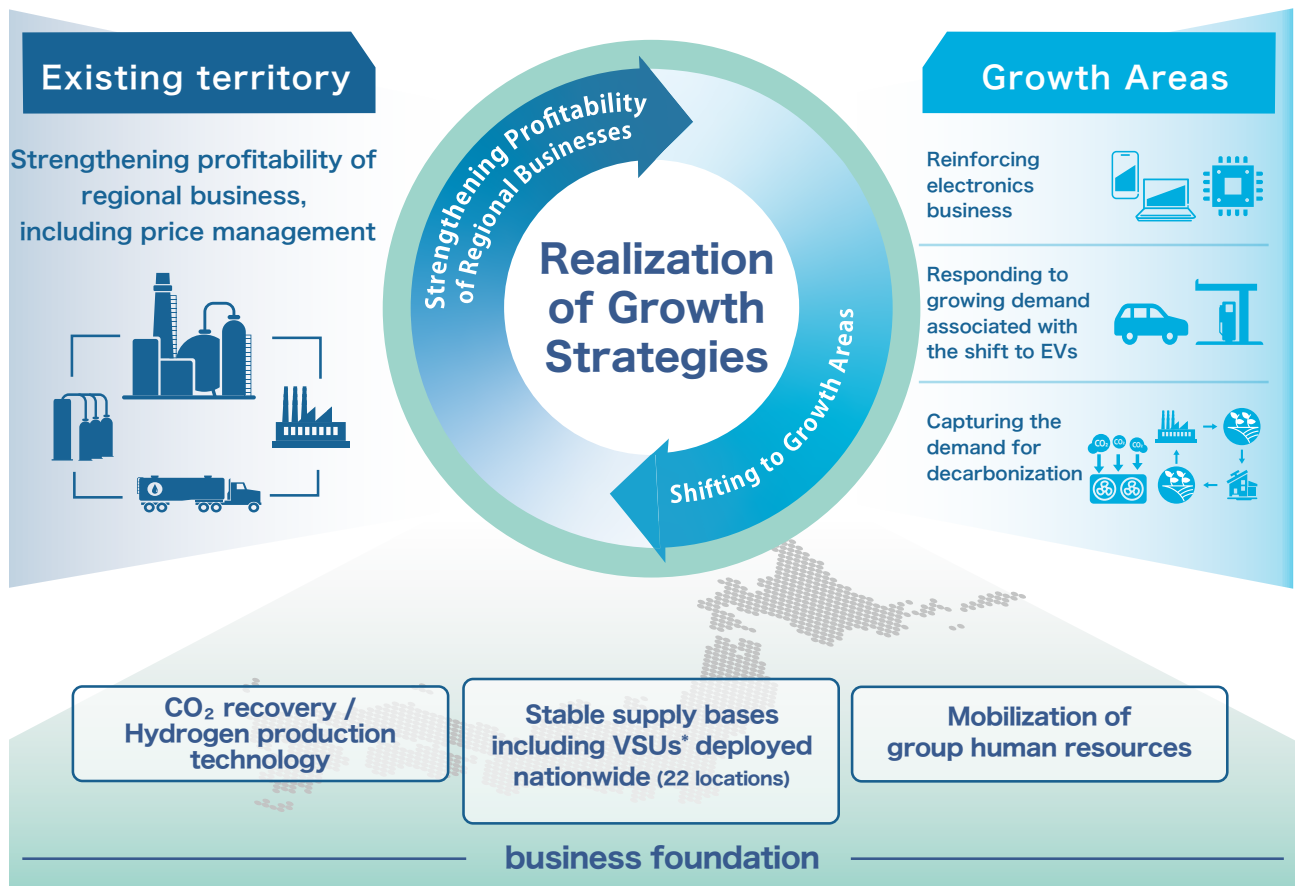 Existing territory
Strengthening profitability of
regional business,
including price management
Strengthening Profitability
of Regional Businesses
Realization
of Growth
Strategies
Shifting to Growth Areas
Growth Areas
Reinforcing
electronics
business
Responding to
growing demand
associated with
the shift to EVs
Capturing the
demand for
decarbonization
CO₂ CO₂ CO₂
CO₂ recovery /
Hydrogen production
technology
Stable supply bases
including VSUs* deployed
nationwide (22 locations)
Mobilization of
group human resources
business foundation